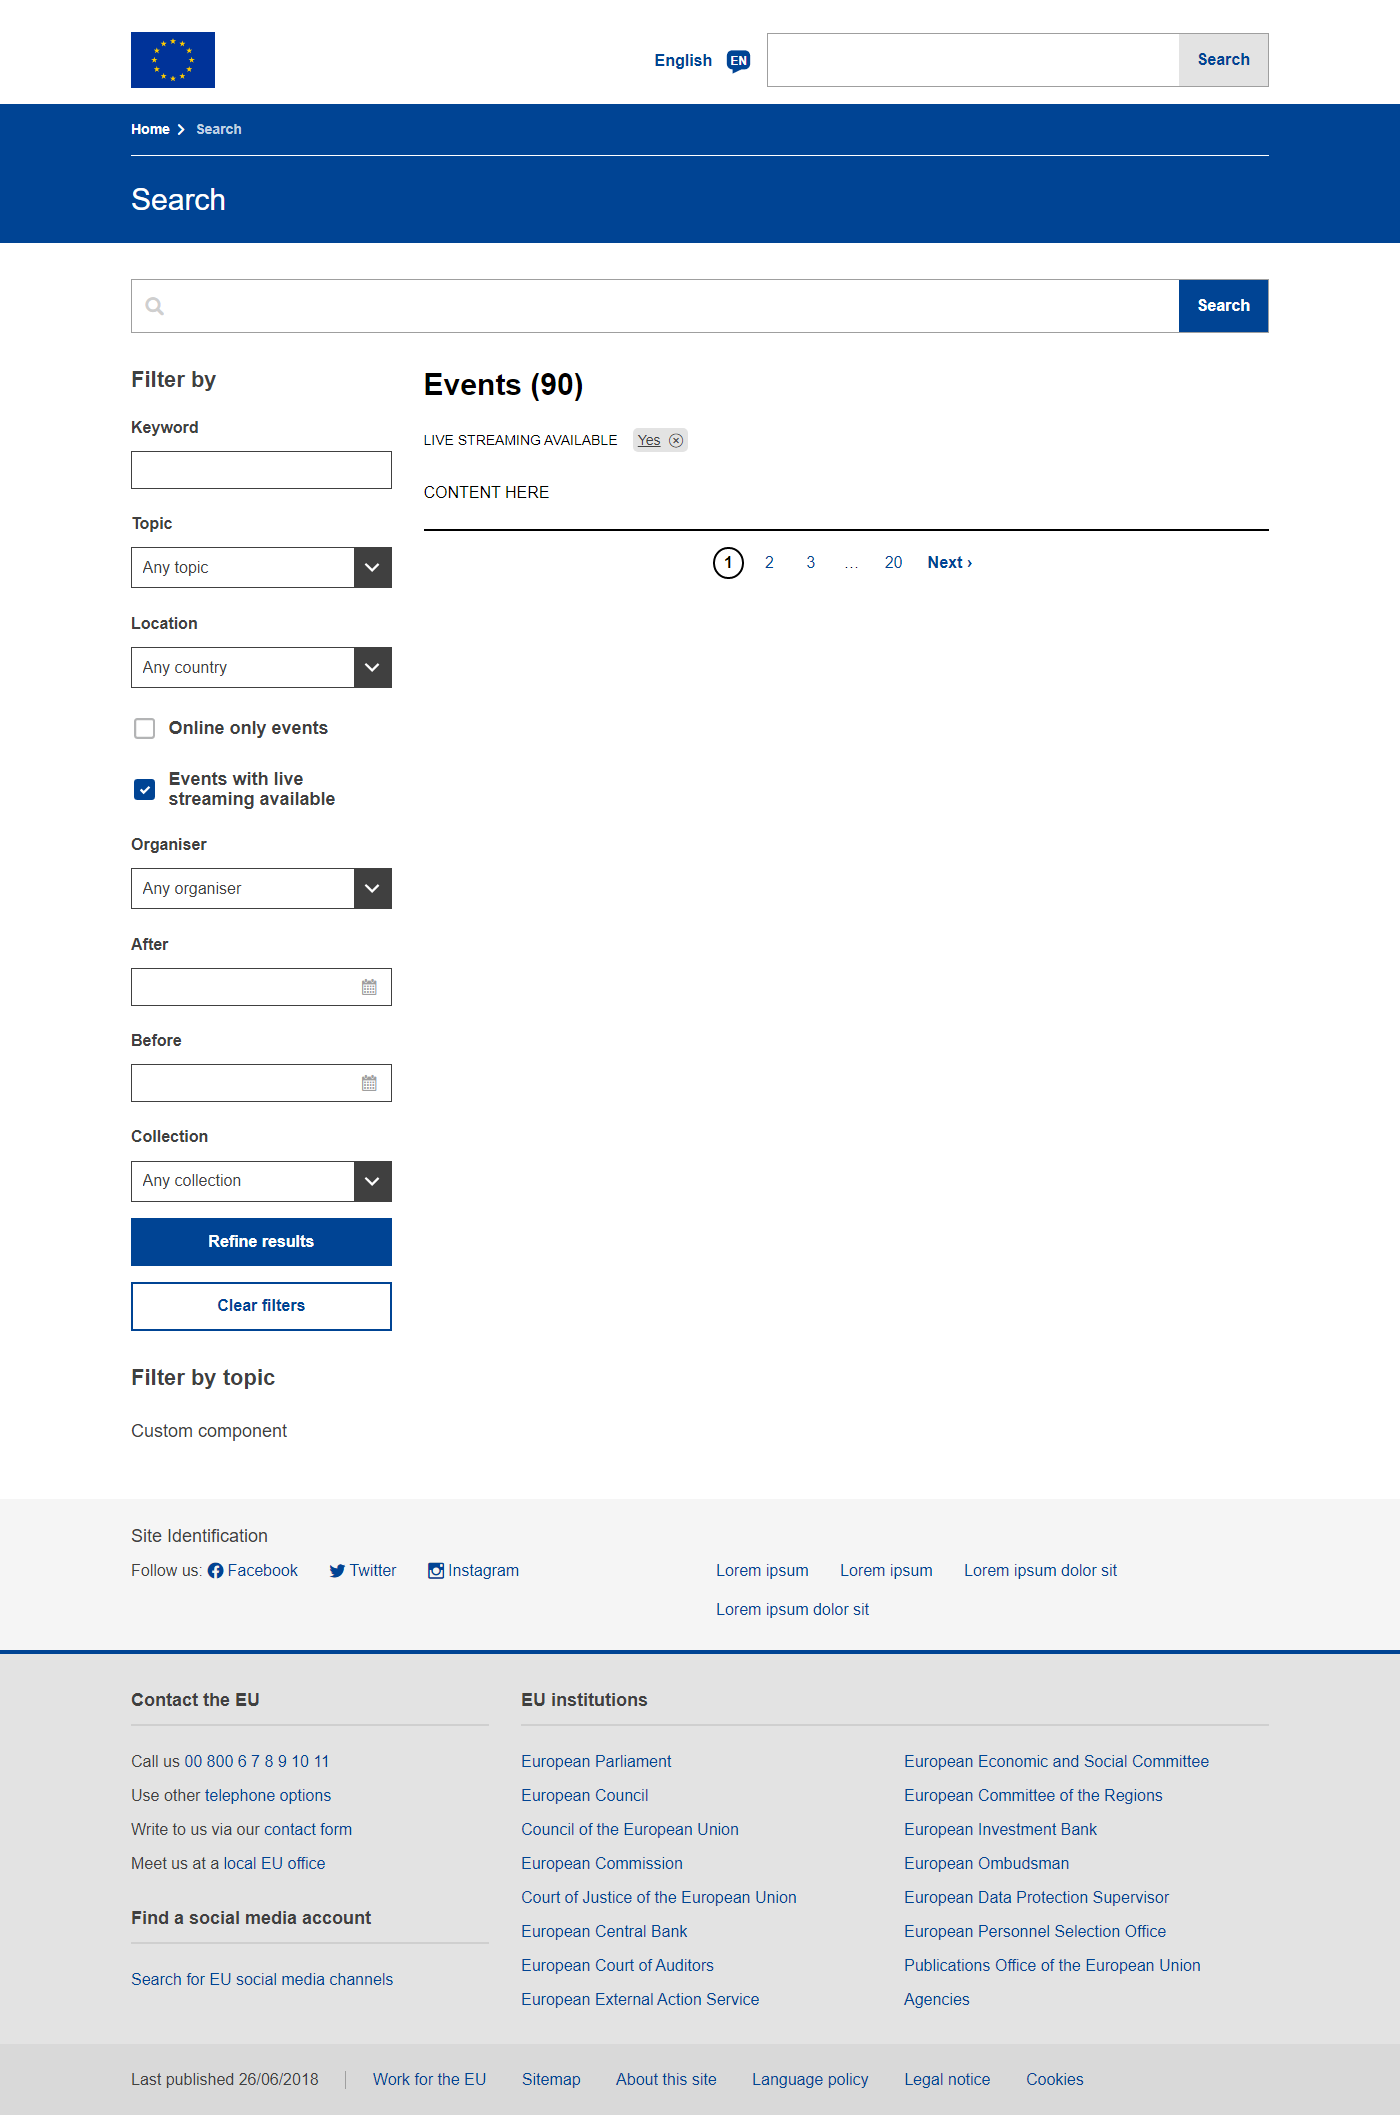 English EN Search
Home Search
Search
Search
Filter by
Keyword
Topic
Any topic
Location
Any country
Online only events
Events with live
streaming available
Organiser
Any organiser
After
Before
Collection
Any collection
Refine results
Clear filters
Filter by topic
Custom component
Events (90)
LIVE STREAMING AVAILABLE Yes
CONTENT HERE
1 2 3 … 20 Next ›
Site Identification
Follow us: Facebook Twitter Instagram
Lorem ipsum Lorem ipsum Lorem ipsum dolor sit
Lorem ipsum dolor sit
Contact the EU
Call us 00 800 6 7 8 9 10 11
Use other telephone options
Write to us via our contact form
Meet us at a local EU office
Find a social media account
Search for EU social media channels
EU institutions
European Parliament
European Council
Council of the European Union
European Commission
Court of Justice of the European Union
European Central Bank
European Court of Auditors
European External Action Service
European Economic and Social Committee
European Committee of the Regions
European Investment Bank
European Ombudsman
European Data Protection Supervisor
European Personnel Selection Office
Publications Office of the European Union
Agencies
Last published 26/06/2018 Work for the EU Sitemap About this site Language policy Legal notice Cookies